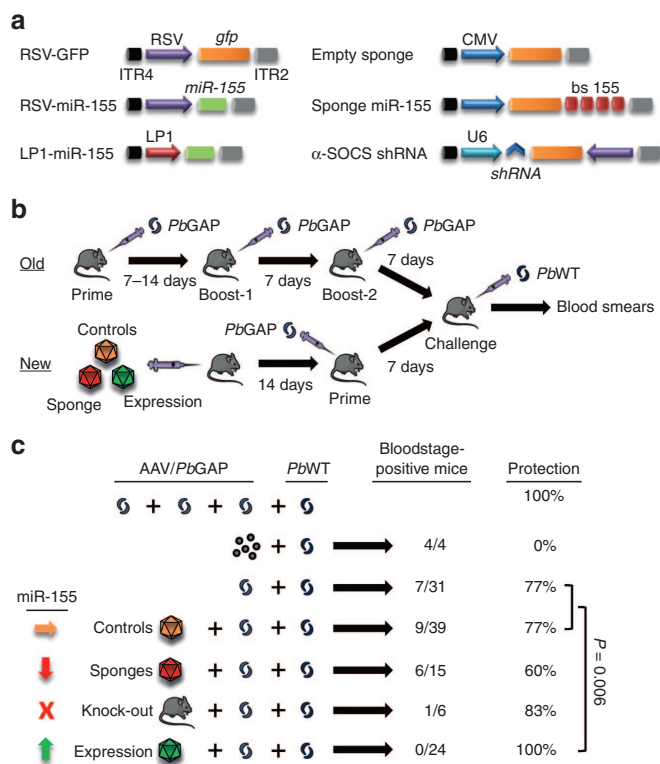 a
RSV-GFP
RSV
gfp
ITR4
ITR2
RSV-miR-155
miR-155
LP1-miR-155
LP1
Empty sponge
CMV
Sponge miR-155
bs 155
α-SOCS shRNA
U6
shRNA
b
PbGAP
PbGAP
PbGAP
Old
7–14 days
7 days
7 days
Prime
Boost-1
Boost-2
PbWT
Blood smears
Challenge
Controls
PbGAP
New
14 days
7 days
Sponge
Expression
Prime
c
AAV/PbGAP
PbWT
Bloodstage-
positive mice
Protection
+ + + + 100%
+ 4/4 0%
+ 7/31 77%
miR-155
Controls + + 9/39 77%
Sponges + + 6/15 60%
X Knock-out + + 1/6 83%
Expression + + 0/24 100%
P = 0.006